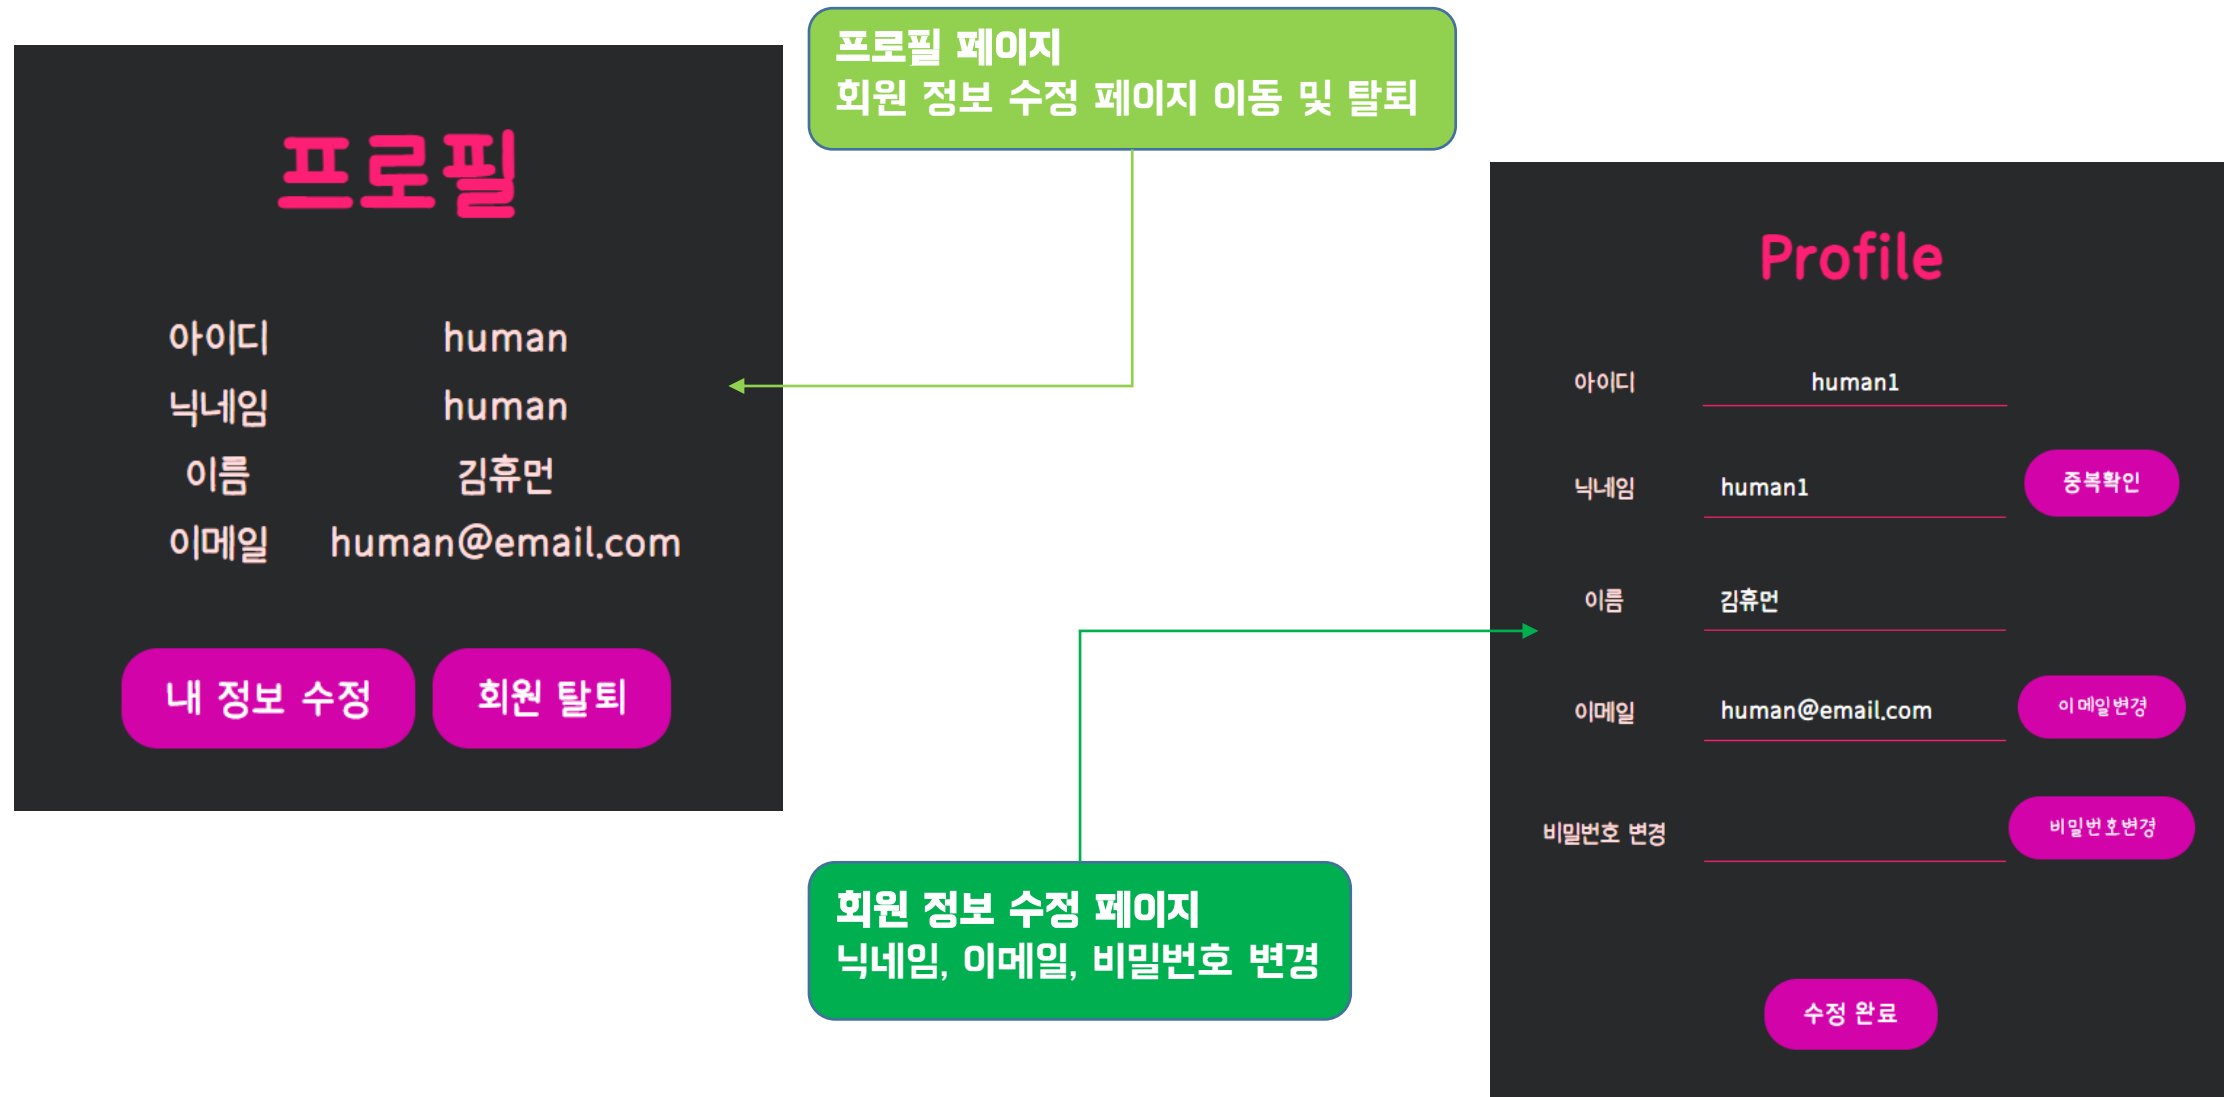 프로필 페이지
회원 정보 수정 페이지 이동 및 탈퇴
프로필
아이디 human
닉네임 human
이름 김휴먼
이메일 human@email.com
내 정보 수정 회원 탈퇴
회원 정보 수정 페이지
닉네임, 이메일, 비밀번호 변경
Profile
아이디 human1
닉네임 human1 중복확인
이름 김휴먼
이메일 human@email.com 이메일변경
비밀번호 변경 비밀번호변경
수정 완료